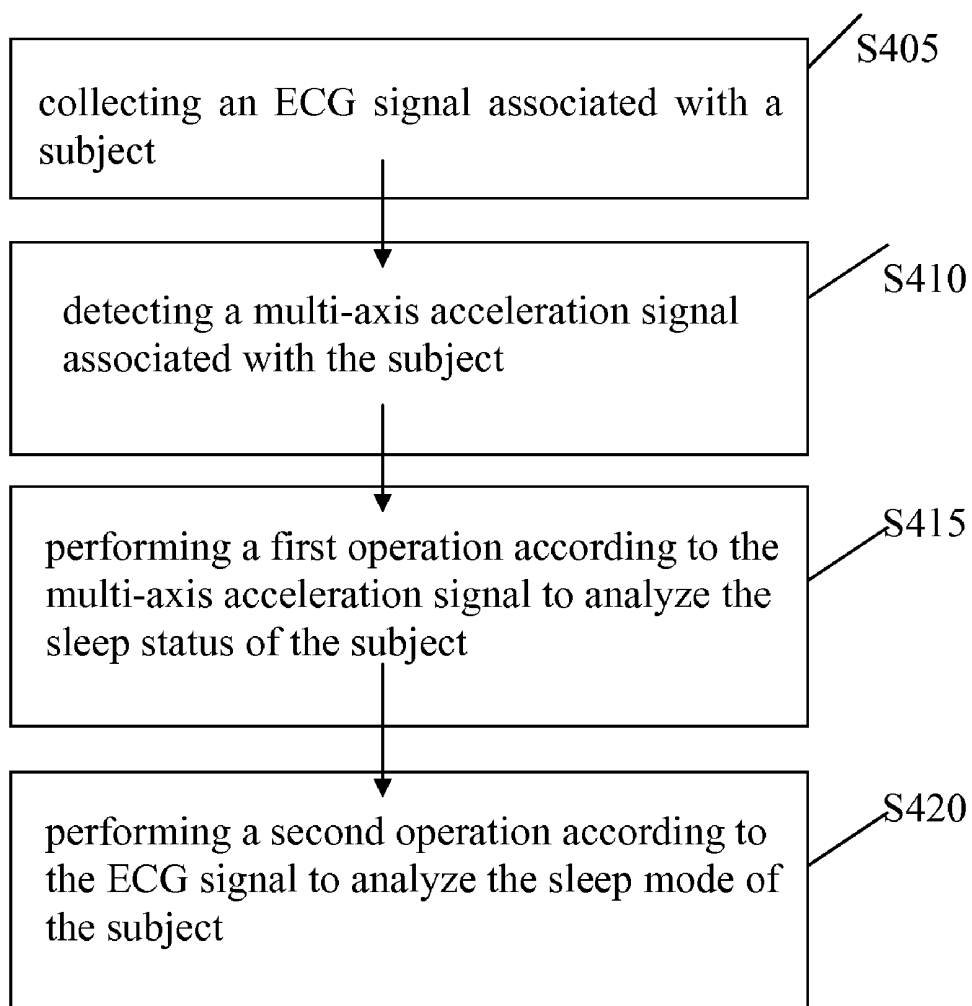 S405
collecting an ECG signal associated with a
subject
S410
detecting a multi-axis acceleration signal
associated with the subject
S415
performing a first operation according to the
multi-axis acceleration signal to analyze the
sleep status of the subject
S420
performing a second operation according to
the ECG signal to analyze the sleep mode of
the subject